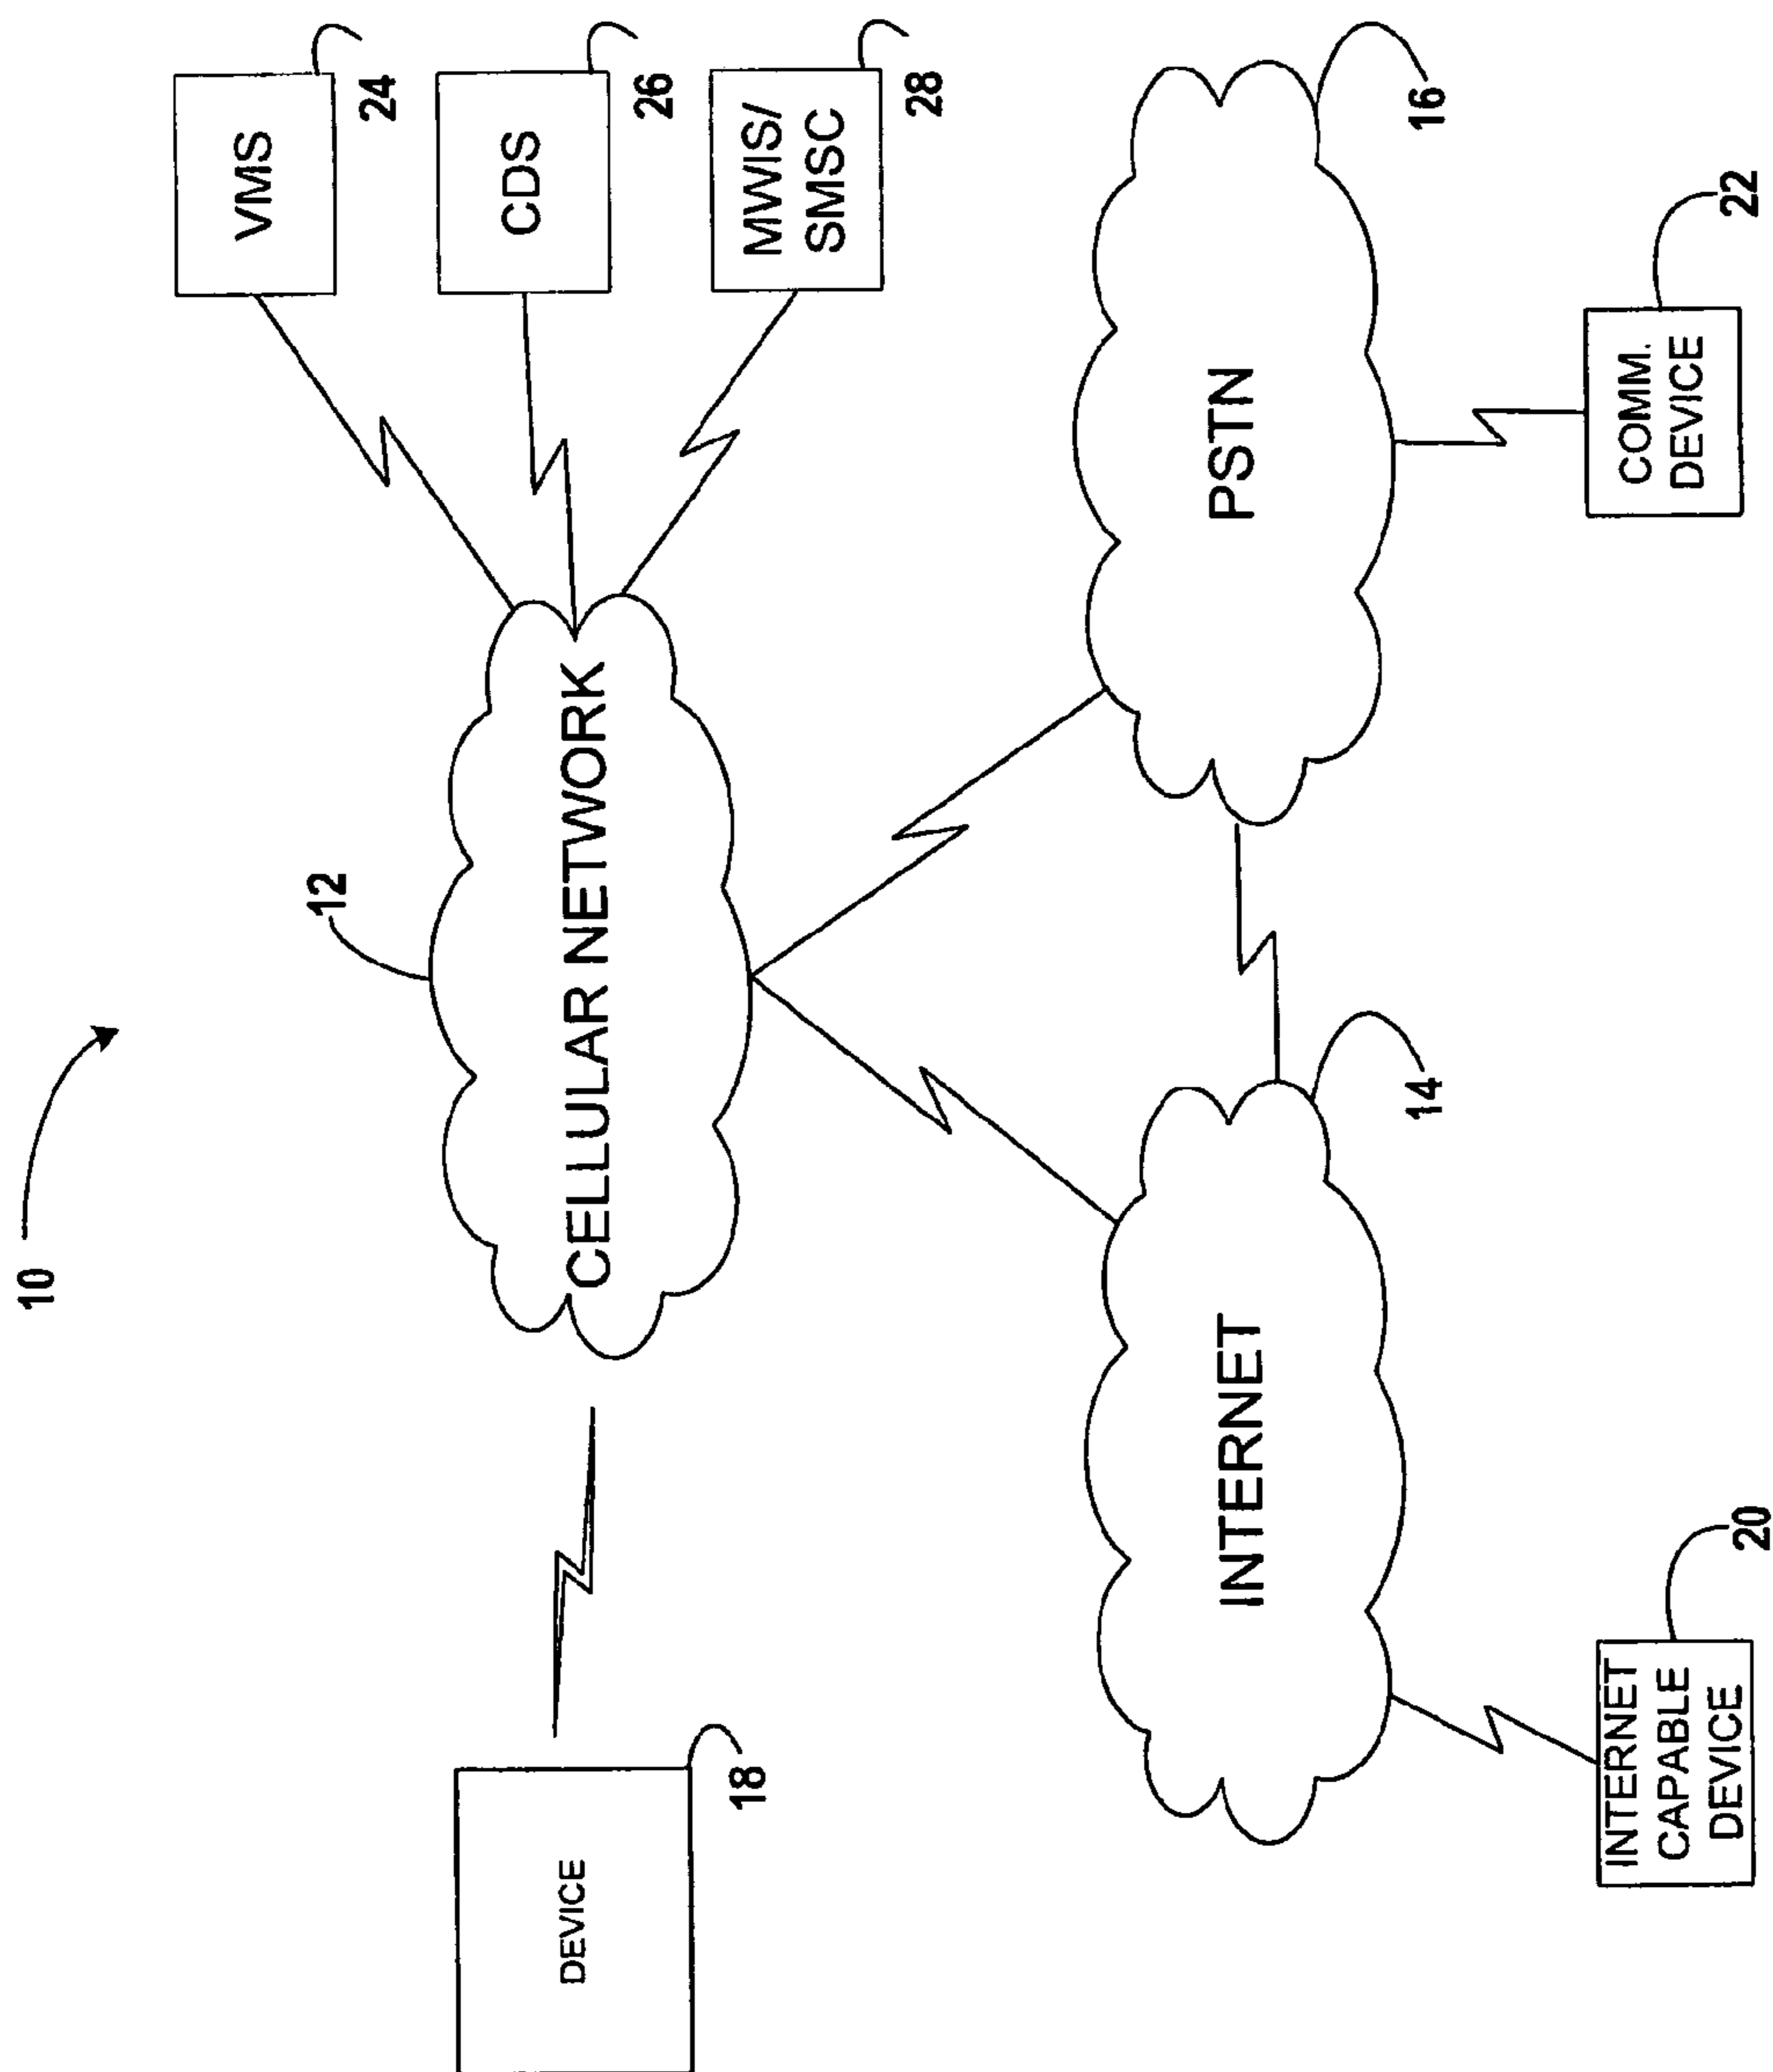 10
12
CELLULAR NETWORK
VMS
24
CDS
26
MWIS/
SMSC
28
DEVICE
18
INTERNET
14
PSTN
16
INTERNET
CAPABLE
DEVICE
20
COMM.
DEVICE
22